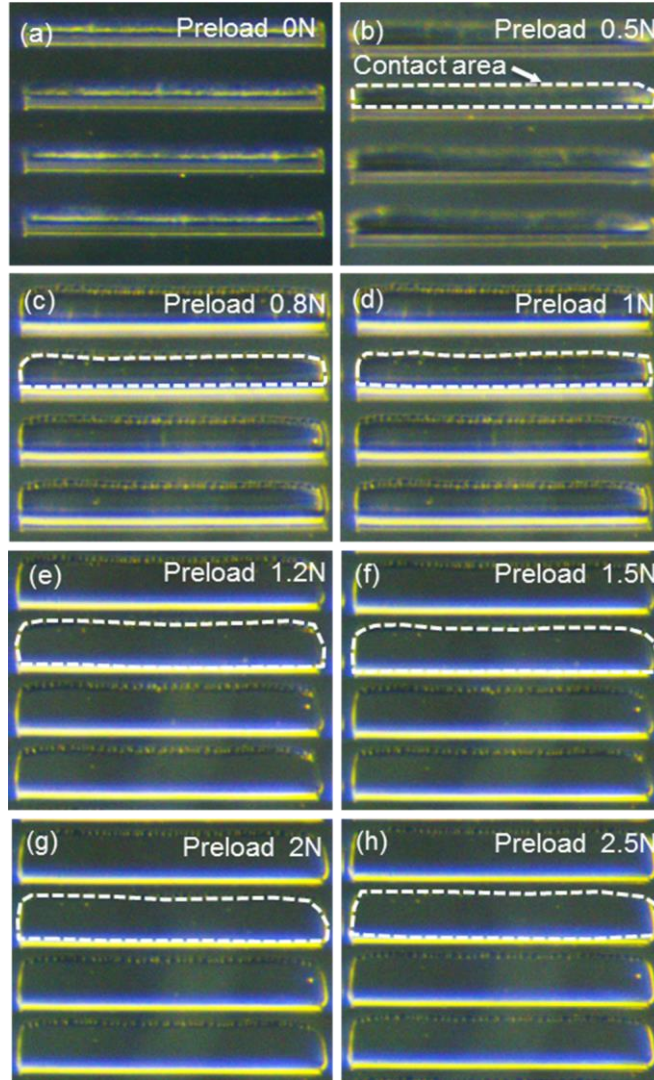 (a) Preload 0N
(b) Preload 0.5N
Contact area
(c) Preload 0.8N
(d) Preload 1N
(e) Preload 1.2N
(f) Preload 1.5N
(g) Preload 2N
(h) Preload 2.5N